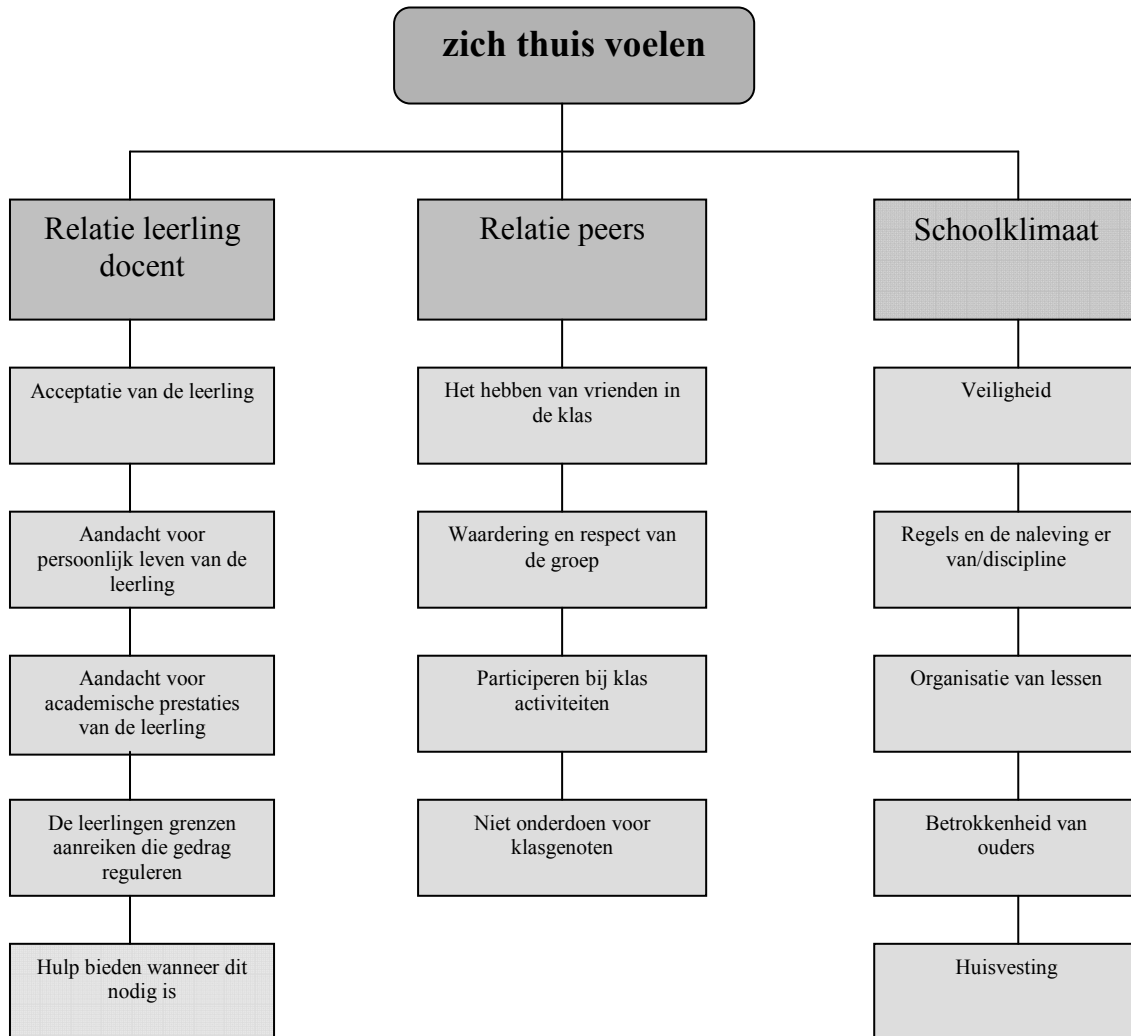 zich thuis voelen
Relatie leerling
docent
Relatie peers
Schoolklimaat
Acceptatie van de leerling
Het hebben van vrienden in
de klas
Veiligheid
Aandacht voor
persoonlijk leven van de
leerling
Waardering en respect van
de groep
Regels en de naleving er
van/discipline
Aandacht voor
academische prestaties
van de leerling
Participeren bij klas
activiteiten
Organisatie van lessen
De leerlingen grenzen
aanreiken die gedrag
reguleren
Niet onderdoen voor
klasgenoten
Betrokkenheid van
ouders
Hulp bieden wanneer dit
nodig is
Huisvesting